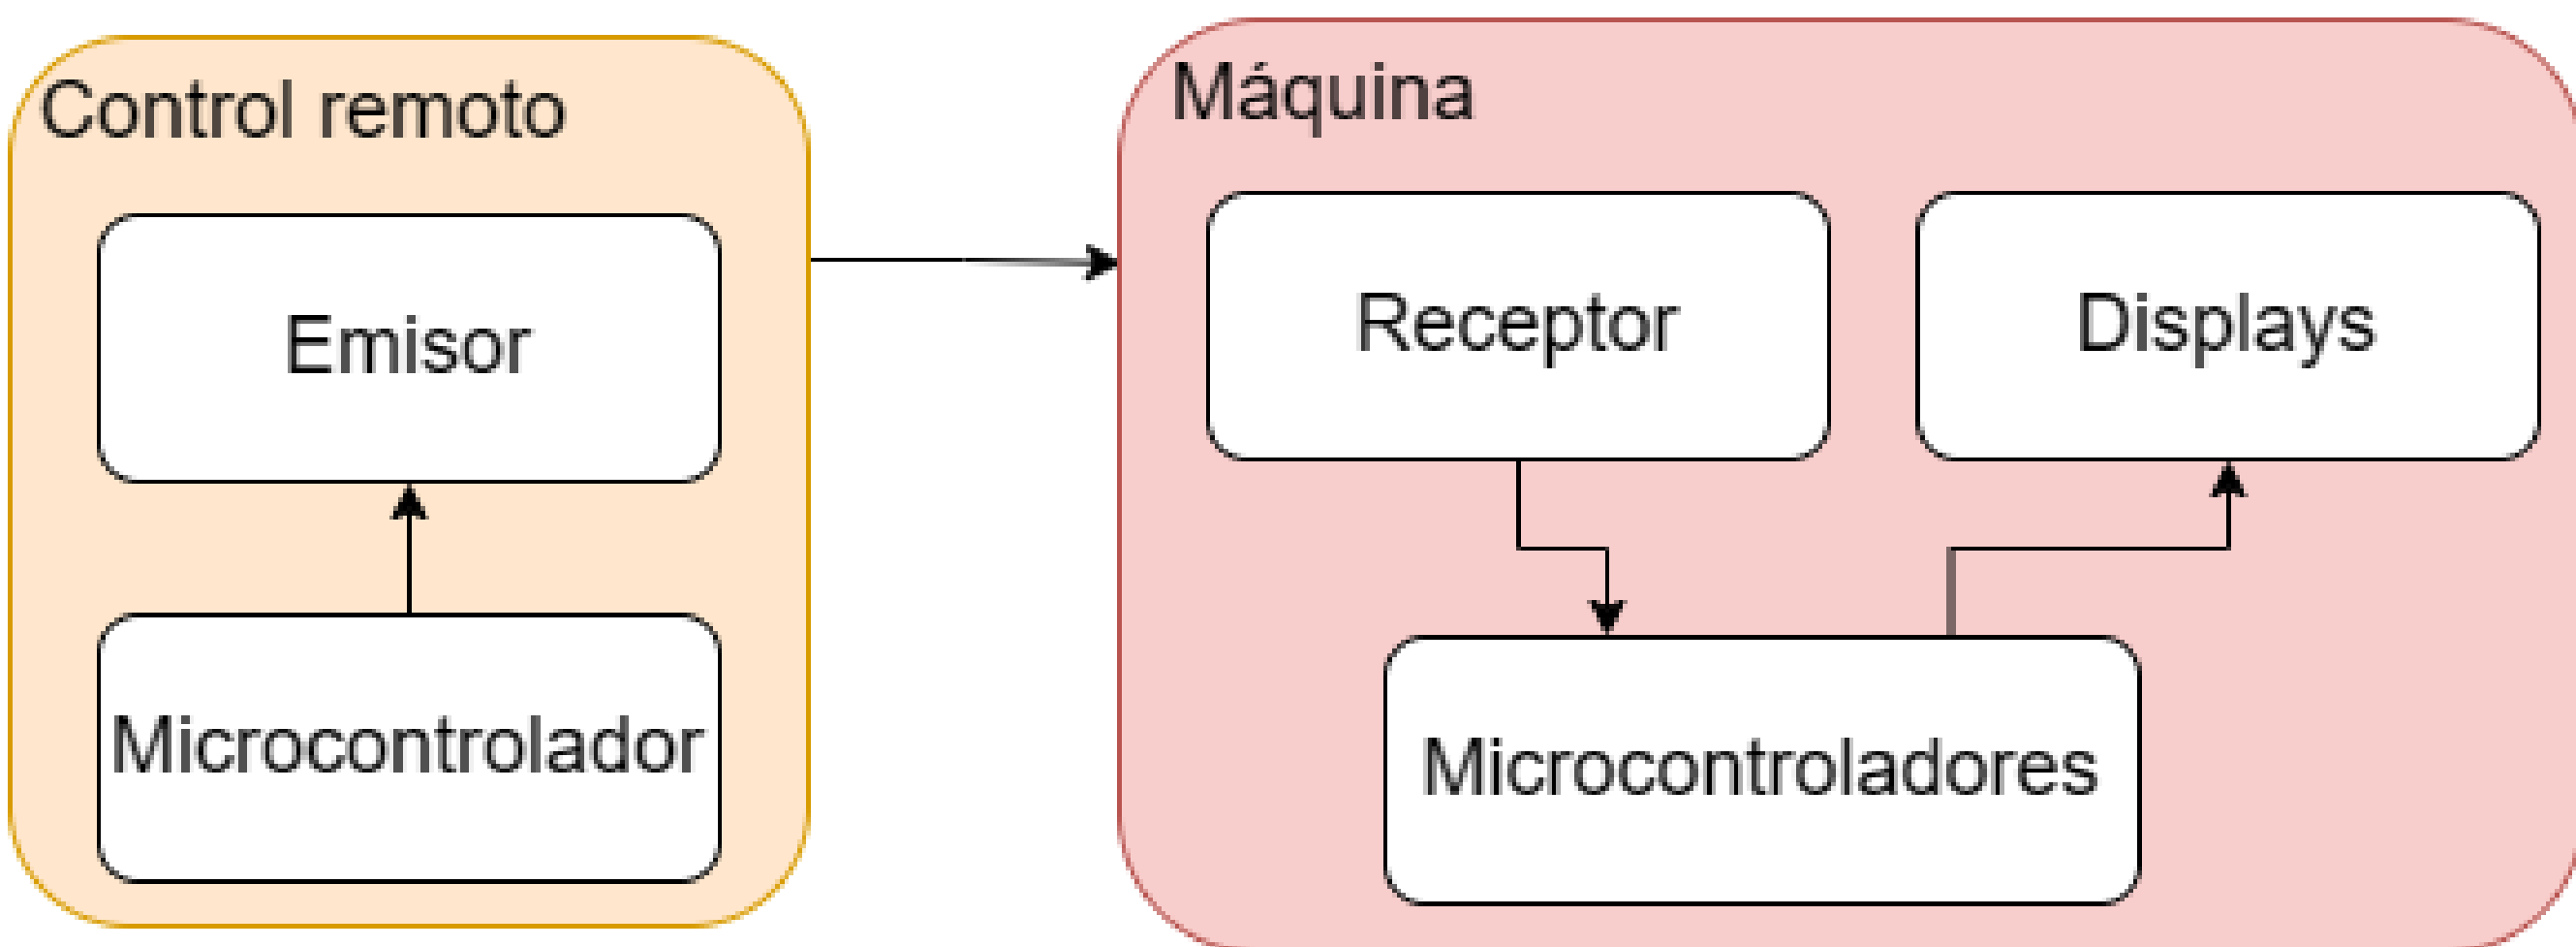 Control remoto
Emisor
Microcontrolador
Máquina
Receptor
Displays
Microcontroladores